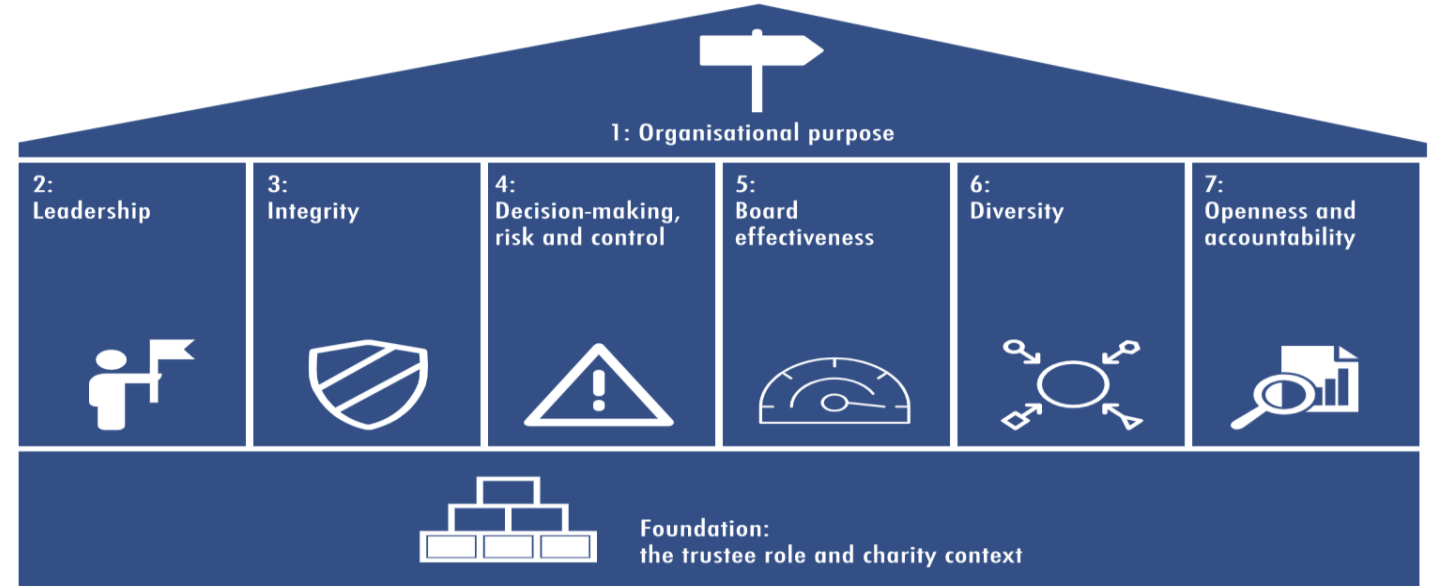 1: Organisational purpose
2:
Leadership
3:
Integrity
4:
Decision-making,
risk and control
5:
Board
effectiveness
6:
Diversity
7:
Openness and
accountability
Foundation:
the trustee role and charity context